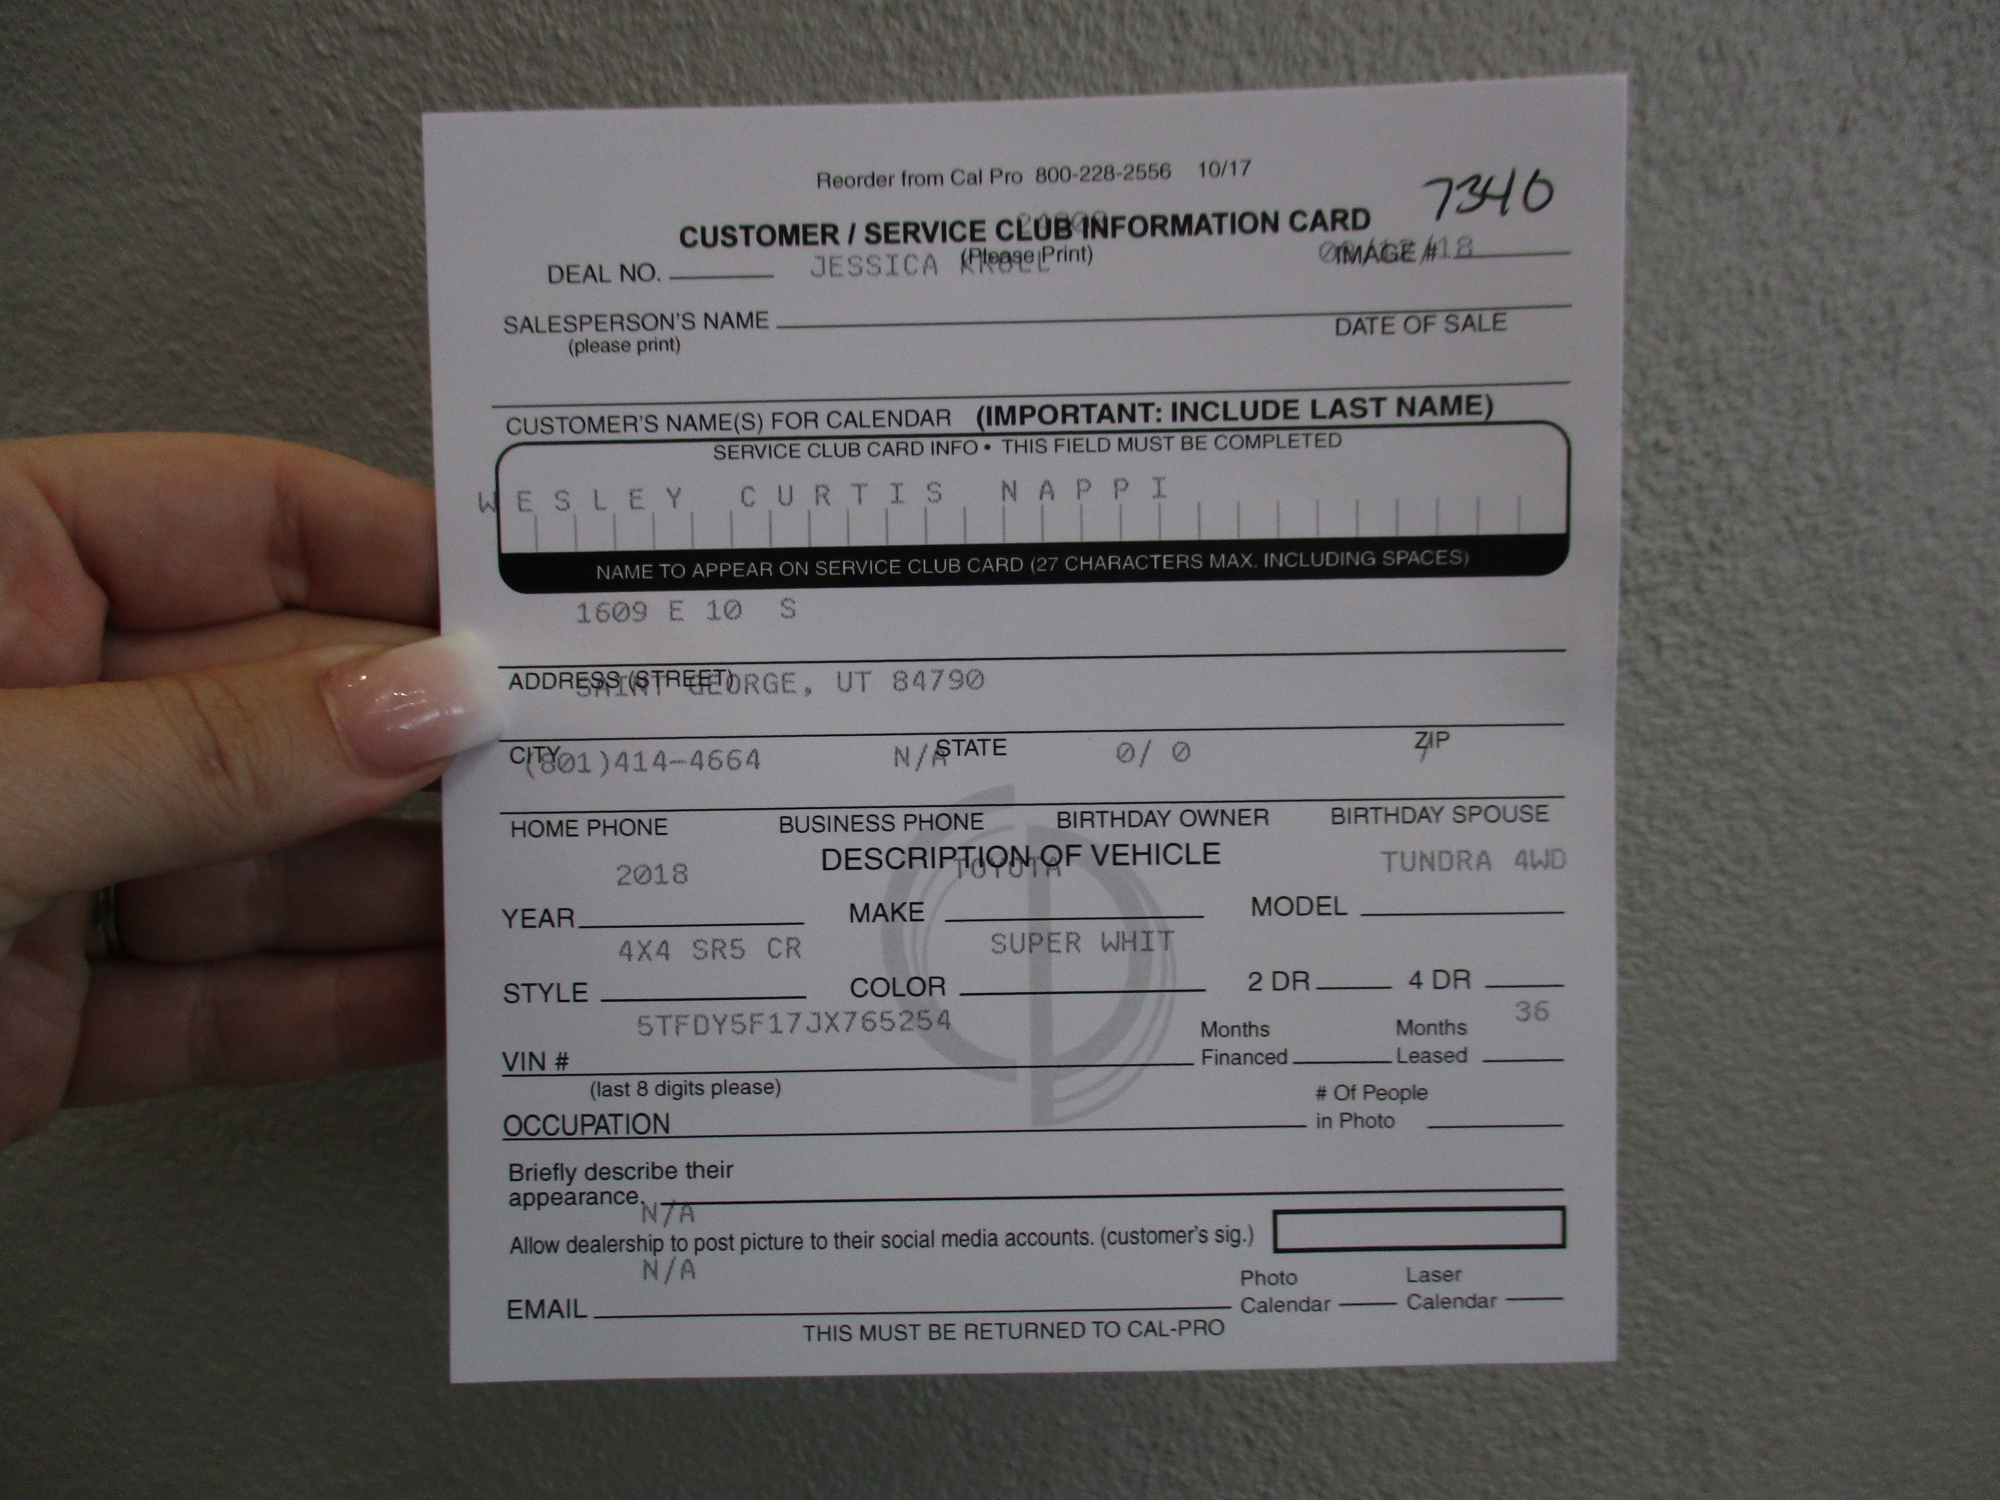 Reorder from Cal Pro 800-228-2556 10/17
7340
CUSTOMER / SERVICE CLUB INFORMATION CARD
(Please Print)
DEAL NO. JESSICA IMAGE # 18
SALESPERSON'S NAME DATE OF SALE
(please print)
CUSTOMER'S NAME(S) FOR CALENDAR (IMPORTANT: INCLUDE LAST NAME)
SERVICE CLUB CARD INFO • THIS FIELD MUST BE COMPLETED
WESLEY CURTIS NAPPI
NAME TO APPEAR ON SERVICE CLUB CARD (27 CHARACTERS MAX. INCLUDING SPACES)
1609 E 10 S
ADDRESS (STREET)
SAINT GEORGE, UT 84790
CITY STATE ZIP
(801)414-4664 N/A 0/ 0 /
HOME PHONE BUSINESS PHONE BIRTHDAY OWNER BIRTHDAY SPOUSE
DESCRIPTION OF VEHICLE
2018 TOYOTA TUNDRA 4WD
YEAR MAKE MODEL
4X4 SR5 CR SUPER WHIT
STYLE COLOR 2 DR 4 DR
5TFDY5F17JX765254 36
VIN # Months Financed Months Leased
(last 8 digits please)
OCCUPATION # Of People in Photo
Briefly describe their
appearance.
N/A
Allow dealership to post picture to their social media accounts. (customer's sig.)
N/A
EMAIL Photo Calendar Laser Calendar
THIS MUST BE RETURNED TO CAL-PRO